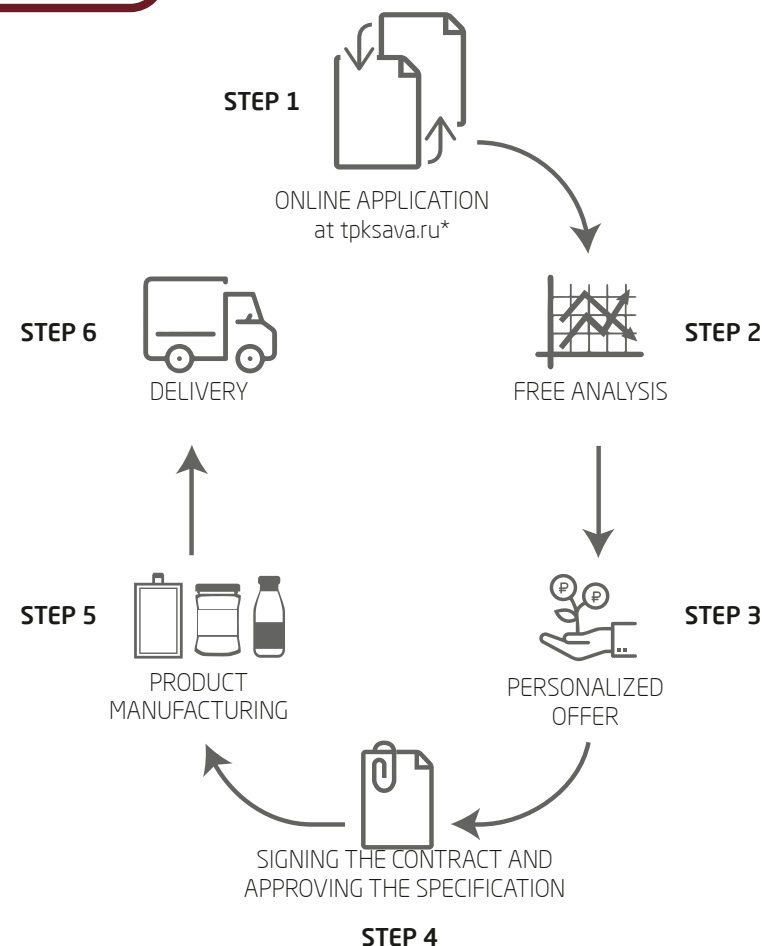 STEP 1
ONLINE APPLICATION
at tpksava.ru*
STEP 2
FREE ANALYSIS
STEP 3
₽
₽
PERSONALIZED
OFFER
SIGNING THE CONTRACT AND
APPROVING THE SPECIFICATION
STEP 4
STEP 5
PRODUCT
MANUFACTURING
STEP 6
DELIVERY